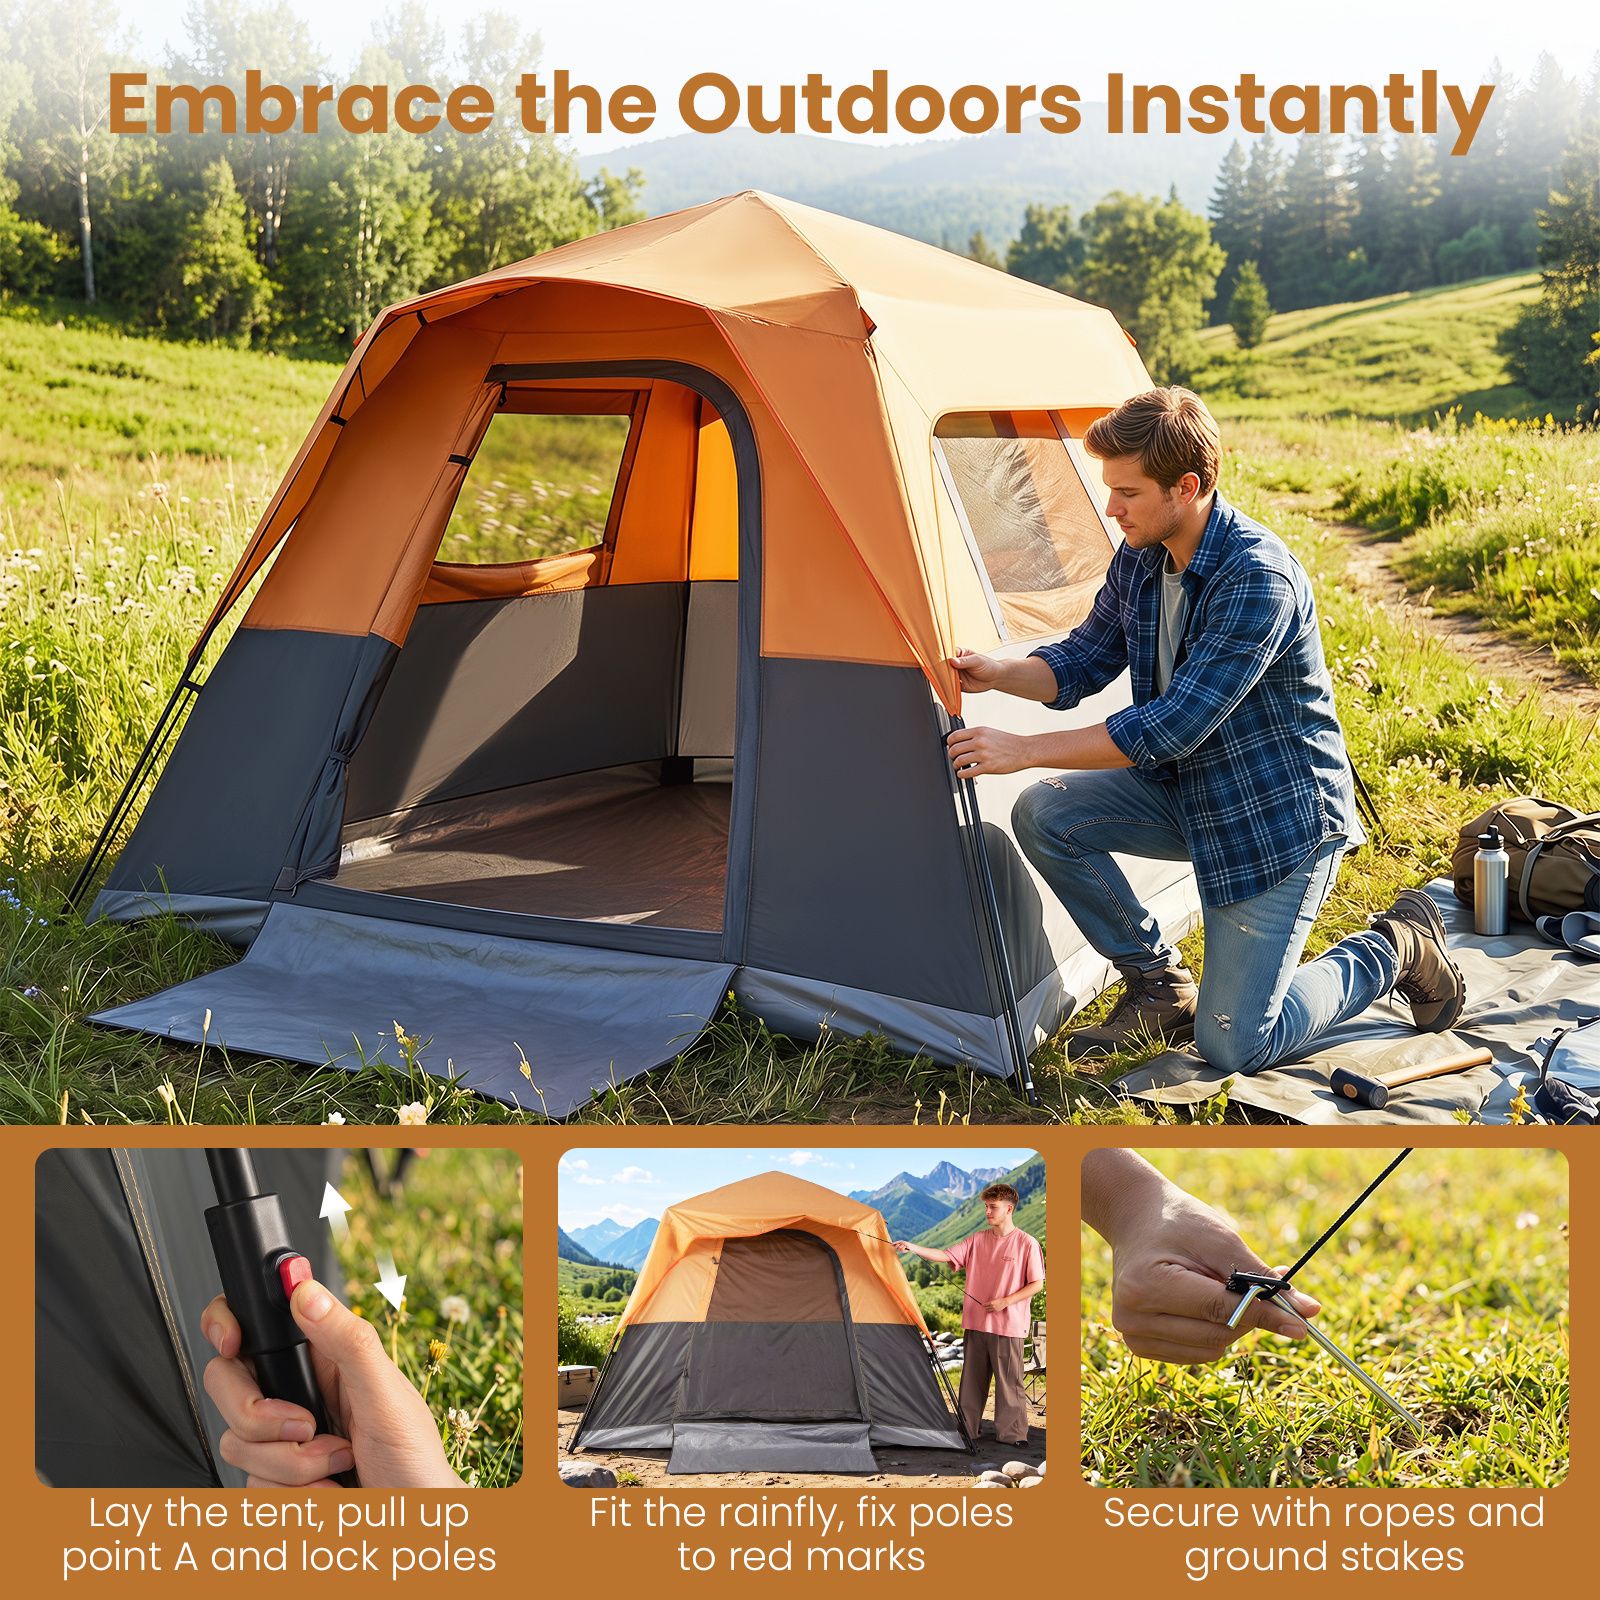 Embrace the Outdoors Instantly
Lay the tent, pull up
point A and lock poles
Fit the rainfly, fix poles
to red marks
Secure with ropes and
ground stakes